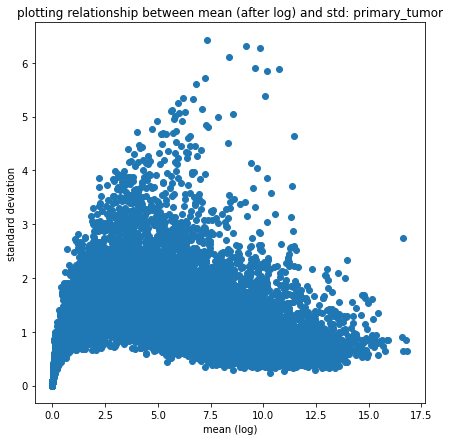 plotting relationship between mean (after log) and std: primary_tumor
6
5
4
3
2
1
0
standard deviation
0.0 2.5 5.0 7.5 10.0 12.5 15.0 17.5
mean (log)